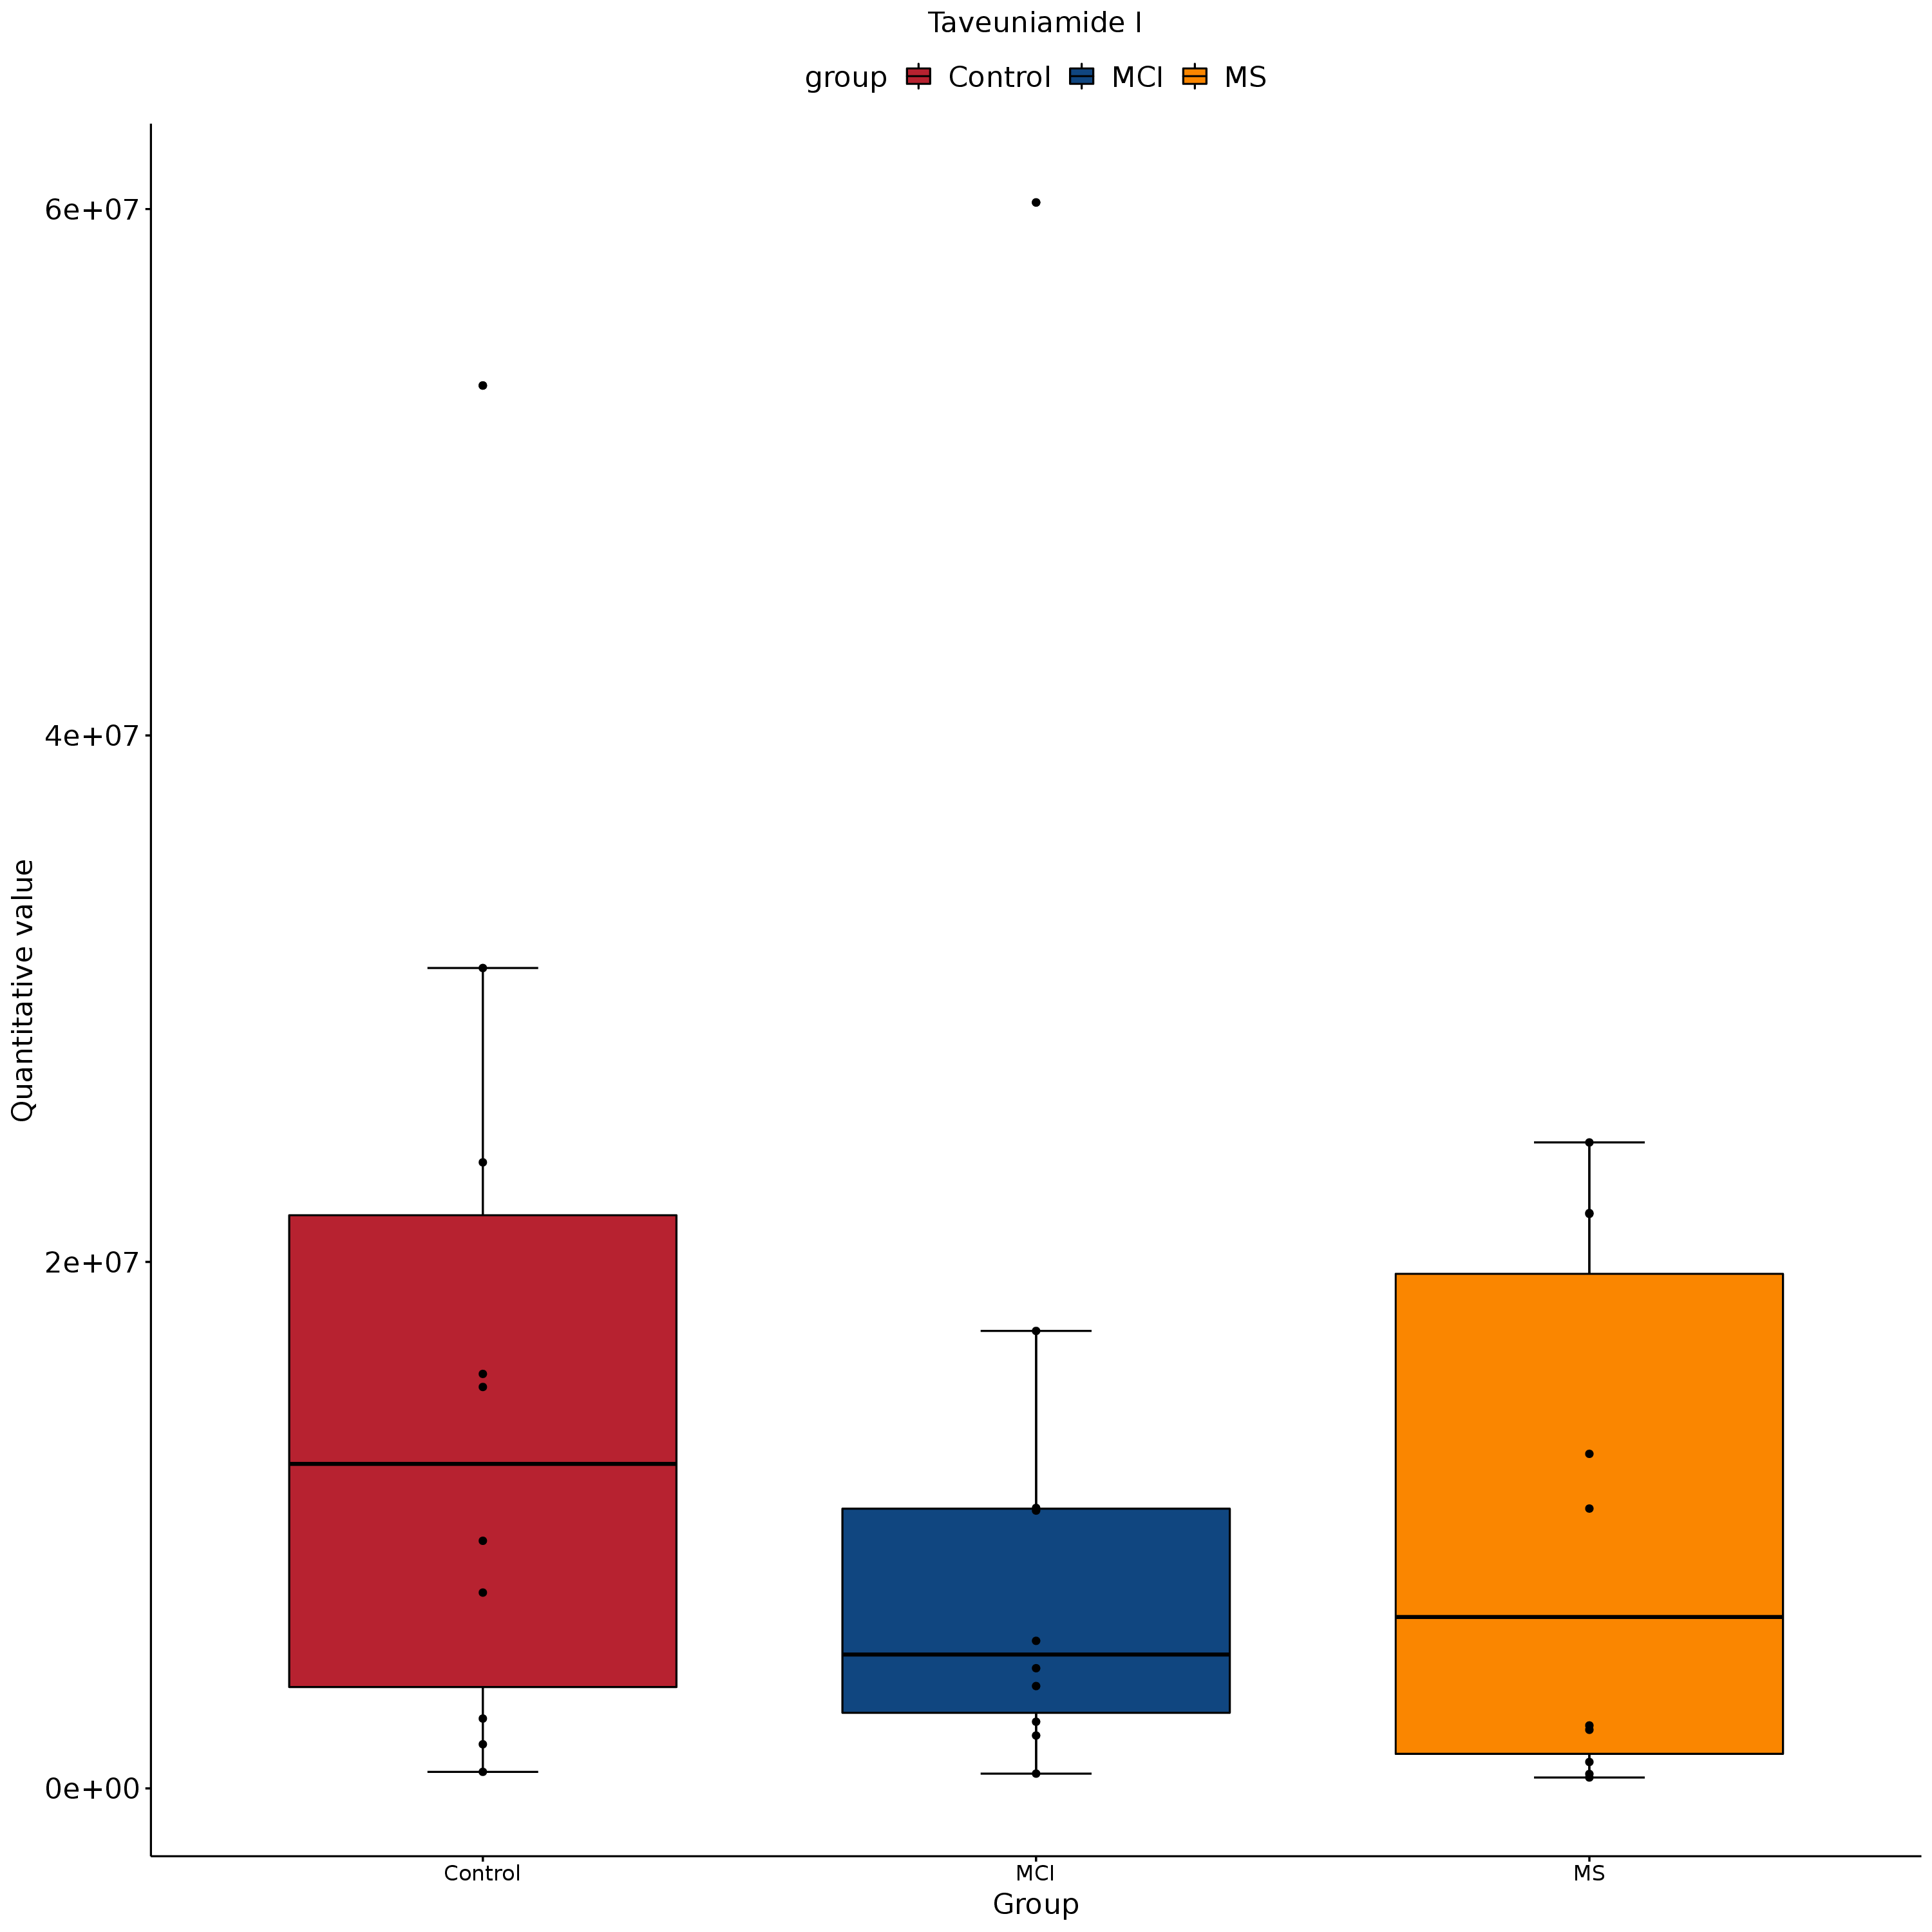 Taveuniamide I
group Control MCI MS
6e+07
4e+07
2e+07
0e+00
Quantitative value
Control MCI MS
Group